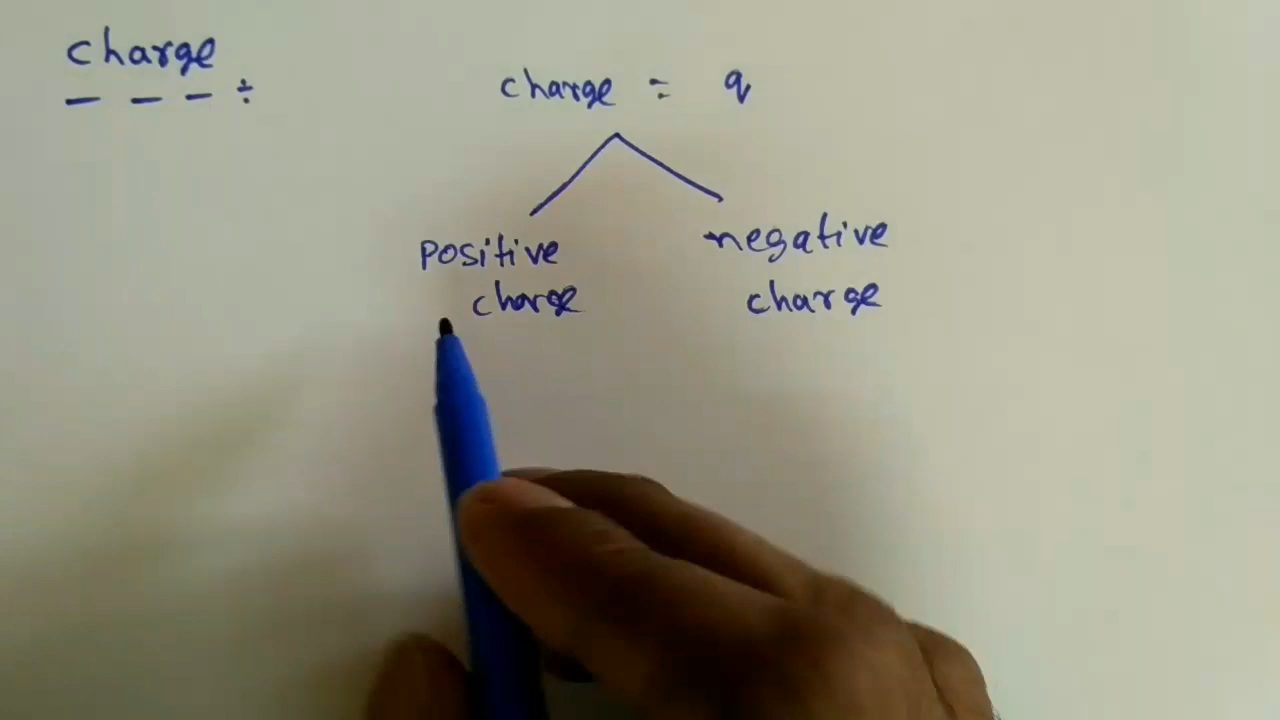 charge
— — — ÷
charge = q
positive
charge
negative
charge